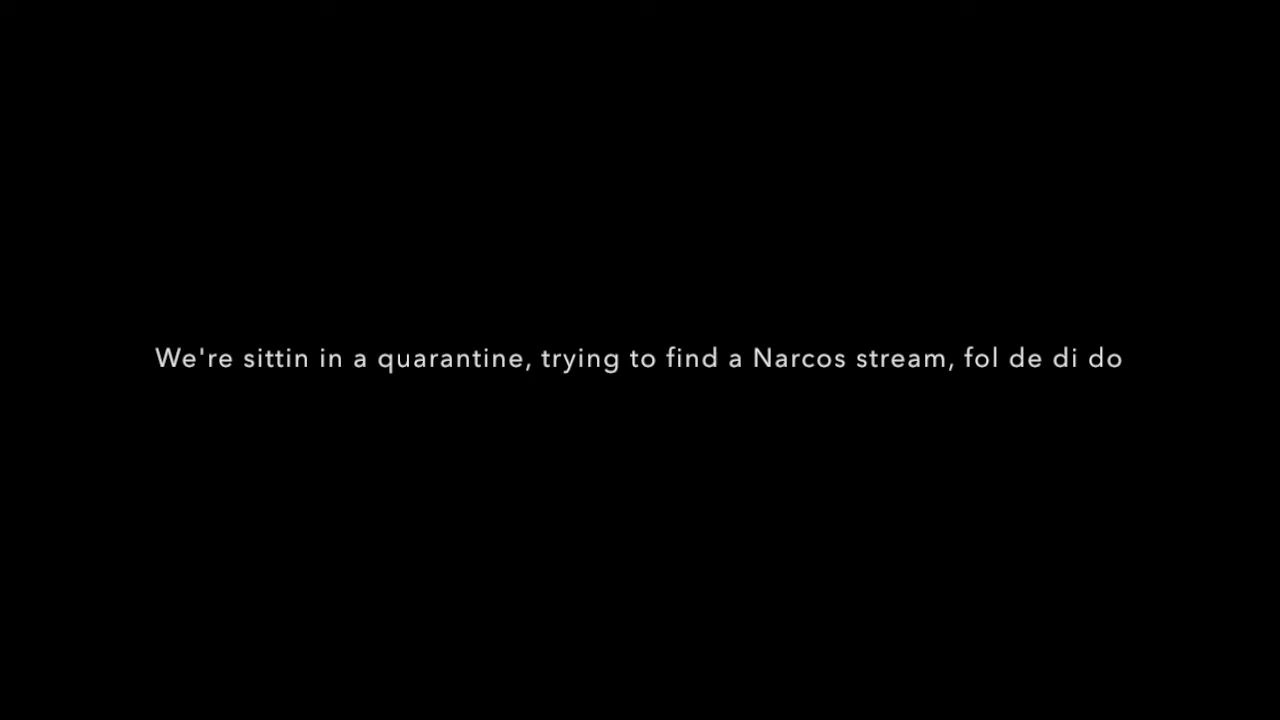 We're sittin in a quarantine, trying to find a Narcos stream, fol de di do